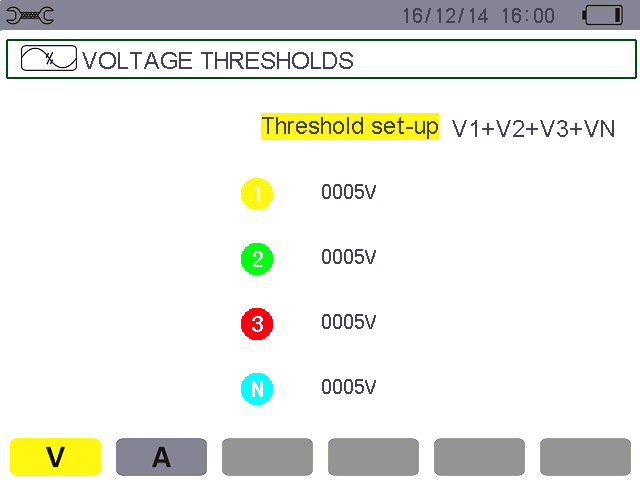 16/12/14 16:00
VOLTAGE THRESHOLDS
Threshold set-up V1+V2+V3+VN
1 0005V
2 0005V
3 0005V
N 0005V
V A